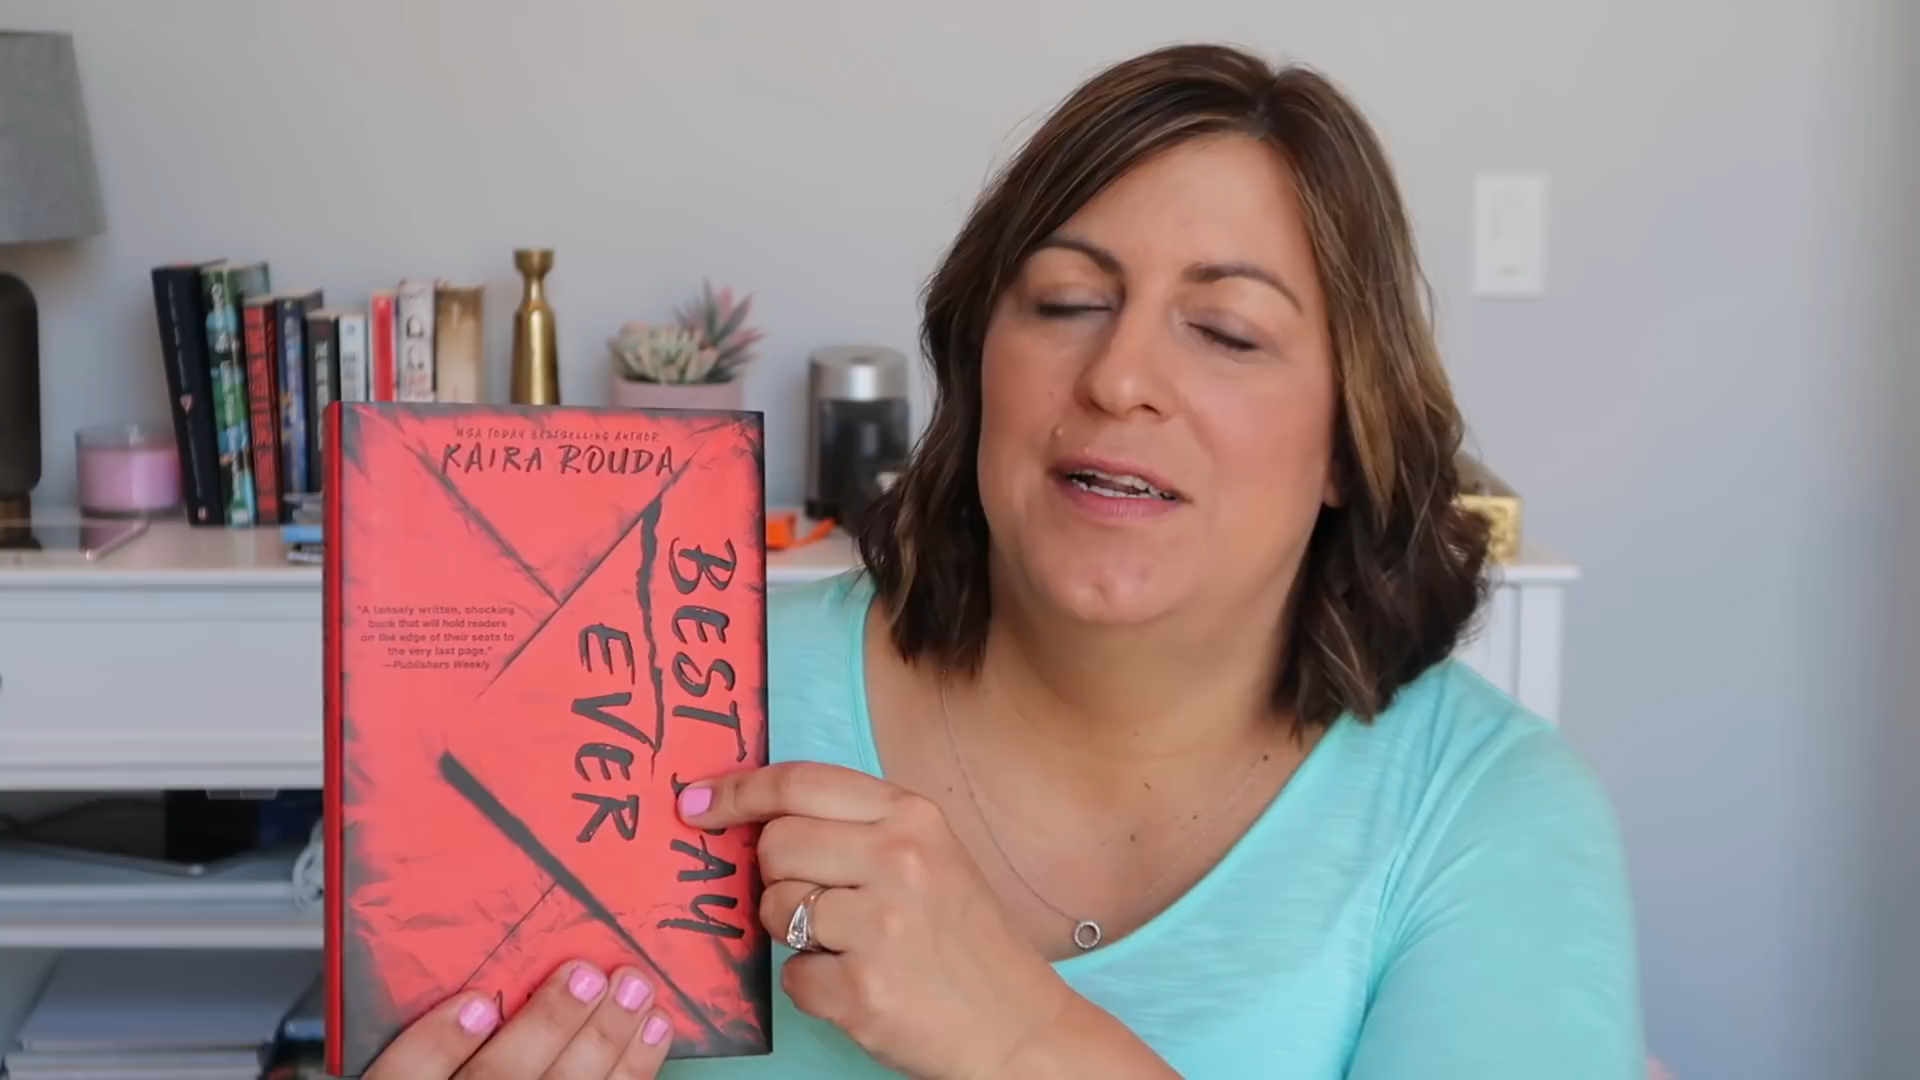 USA TODAY BESTSELLING AUTHOR
KAIRA ROUDA
BEST DAY
EVER
"A tensely written, shocking
book that will hold readers
on the edge of their seats to
the very last page."
—Publishers Weekly